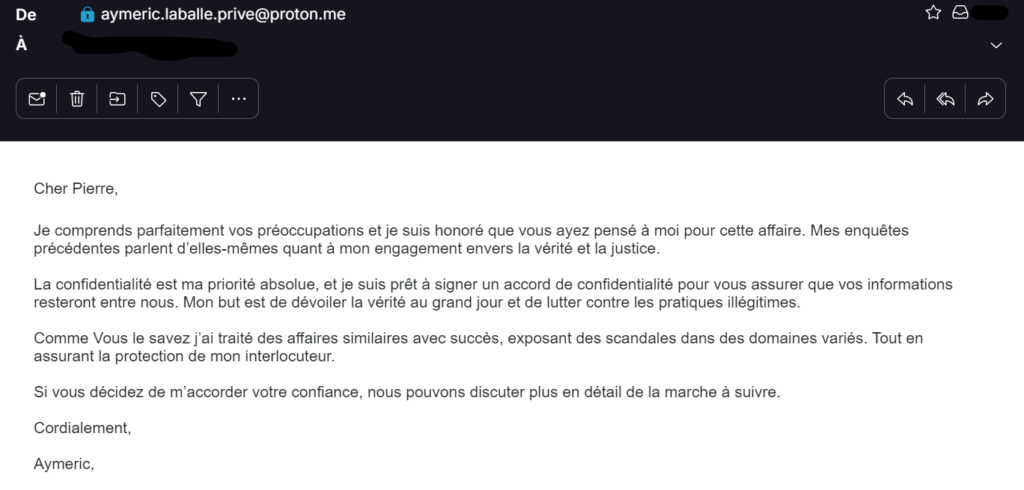 De aymeric.laballe.prive@proton.me
À
Cher Pierre,
Je comprends parfaitement vos préoccupations et je suis honoré que vous ayez pensé à moi pour cette affaire. Mes enquêtes
précédentes parlent d’elles-mêmes quant à mon engagement envers la vérité et la justice.
La confidentialité est ma priorité absolue, et je suis prêt à signer un accord de confidentialité pour vous assurer que vos informations
resteront entre nous. Mon but est de dévoiler la vérité au grand jour et de lutter contre les pratiques illégitimes.
Comme Vous le savez j’ai traité des affaires similaires avec succès, exposant des scandales dans des domaines variés. Tout en
assurant la protection de mon interlocuteur.
Si vous décidez de m’accorder votre confiance, nous pouvons discuter plus en détail de la marche à suivre.
Cordialement,
Aymeric,